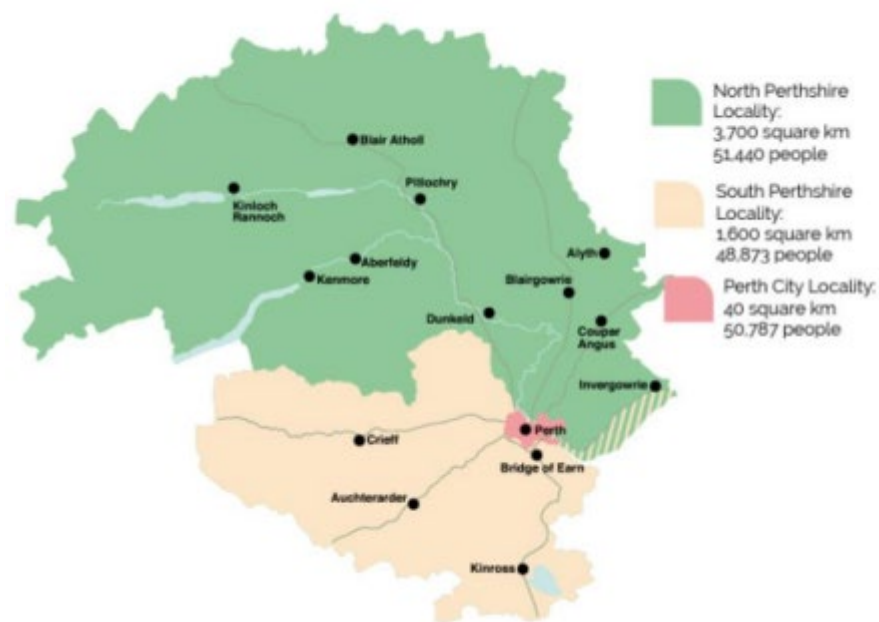 North Perthshire
Locality:
3,700 square km
51,440 people
South Perthshire
Locality:
1,600 square km
48,873 people
Perth City Locality:
40 square km
50,787 people
Blair Atholl
Pitlochry
Kinloch
Rannoch
Aberfeldy
Kenmore
Alyth
Blairgowrie
Dunkeld
Coupar
Angus
Invergowrie
Perth
Crieff
Bridge of Earn
Auchterarder
Kinross